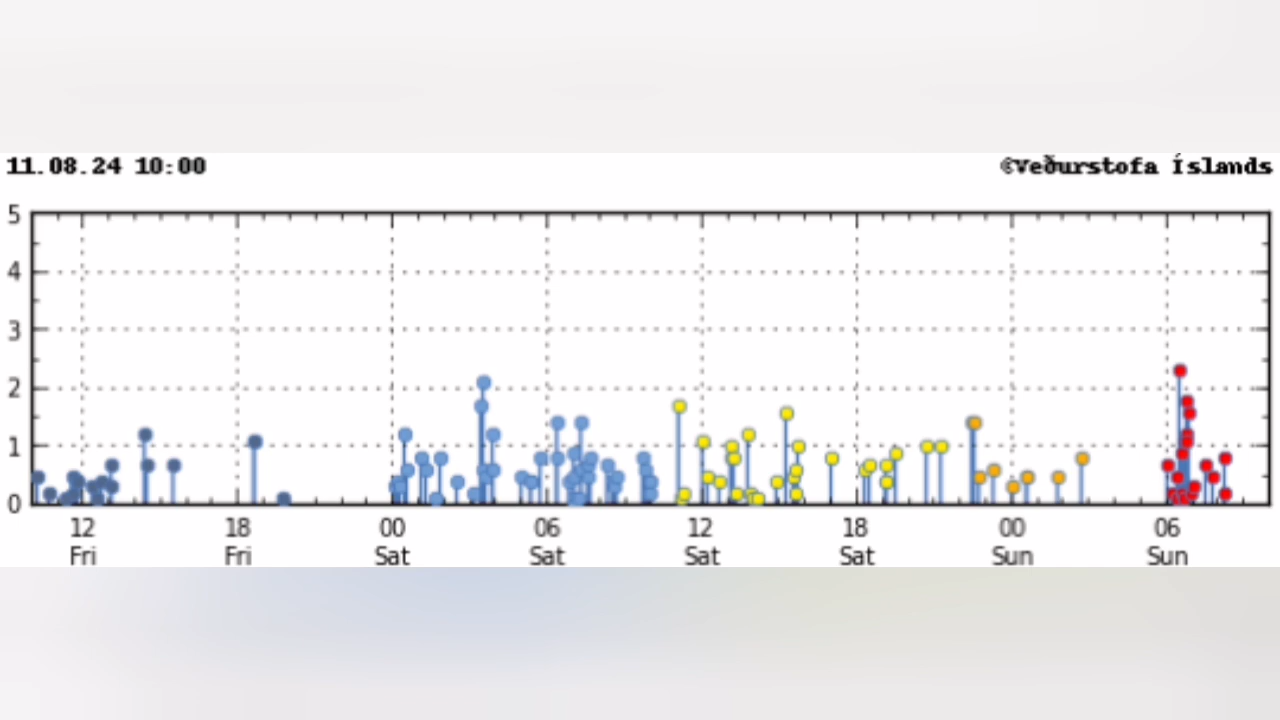 11.08.24 10:00 ©Veðurstofa Íslands
5
4
3
2
1
0
12 18 00 06 12 18 00 06
Fri Fri Sat Sat Sat Sat Sun Sun